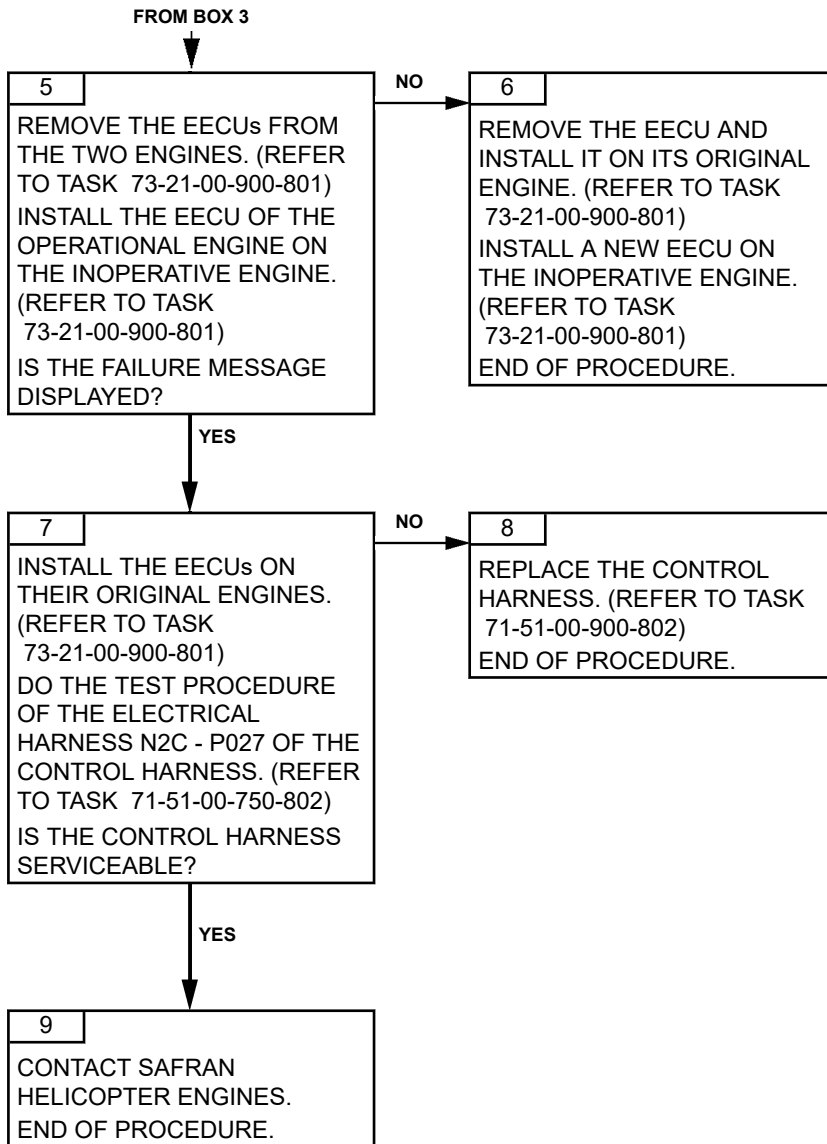 FROM BOX 3
5
REMOVE THE EECUs FROM
THE TWO ENGINES. (REFER
TO TASK 73-21-00-900-801)
INSTALL THE EECU OF THE
OPERATIONAL ENGINE ON
THE INOPERATIVE ENGINE.
(REFER TO TASK
73-21-00-900-801)
IS THE FAILURE MESSAGE
DISPLAYED?
NO
6
REMOVE THE EECU AND
INSTALL IT ON ITS ORIGINAL
ENGINE. (REFER TO TASK
73-21-00-900-801)
INSTALL A NEW EECU ON
THE INOPERATIVE ENGINE.
(REFER TO TASK
73-21-00-900-801)
END OF PROCEDURE.
YES
7
INSTALL THE EECUs ON
THEIR ORIGINAL ENGINES.
(REFER TO TASK
73-21-00-900-801)
DO THE TEST PROCEDURE
OF THE ELECTRICAL
HARNESS N2C - P027 OF THE
CONTROL HARNESS. (REFER
TO TASK 71-51-00-750-802)
IS THE CONTROL HARNESS
SERVICEABLE?
NO
8
REPLACE THE CONTROL
HARNESS. (REFER TO TASK
71-51-00-900-802)
END OF PROCEDURE.
YES
9
CONTACT SAFRAN
HELICOPTER ENGINES.
END OF PROCEDURE.